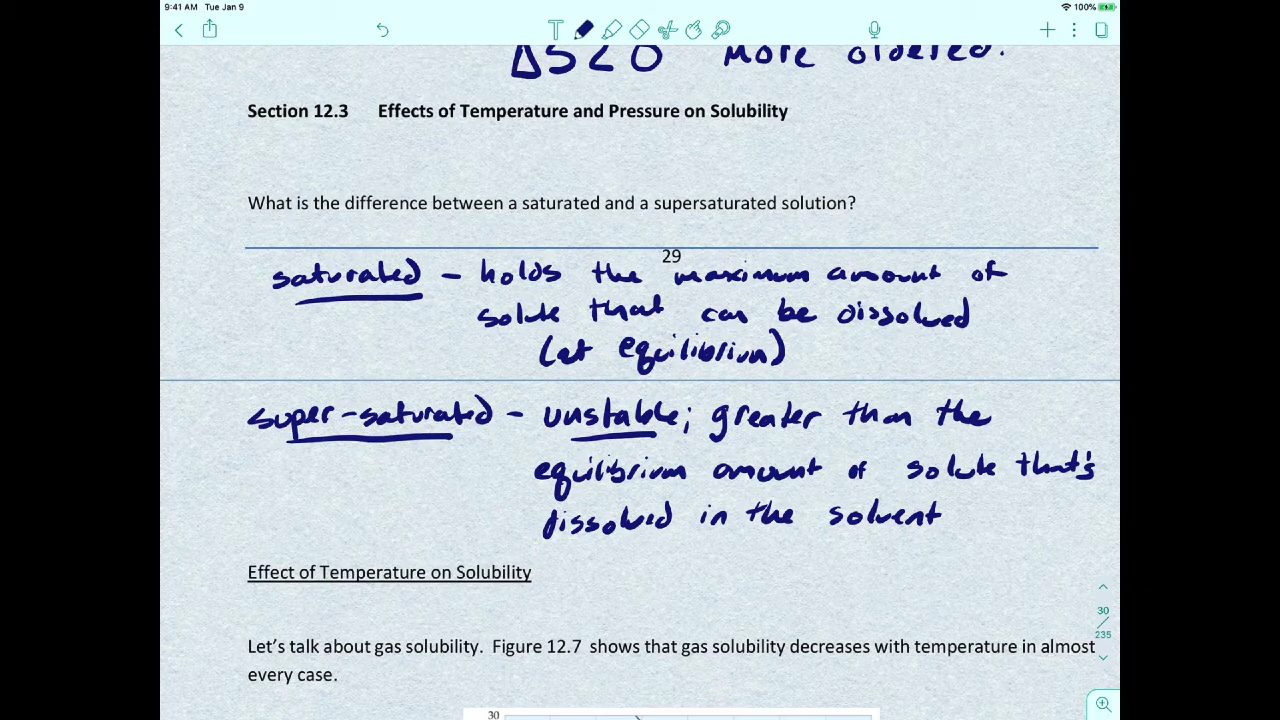 9:41 AM Tue Jan 9
100%
ΔS<0 more ordered.
Section 12.3 Effects of Temperature and Pressure on Solubility
What is the difference between a saturated and a supersaturated solution?
29
saturated - holds the maximum amount of
solute that can be dissolved
(at equilibrium)
super-saturated - unstable; greater than the
equilibrium amount of solute that's
dissolved in the solvent
Effect of Temperature on Solubility
30
235
Let's talk about gas solubility. Figure 12.7 shows that gas solubility decreases with temperature in almost
every case.
30